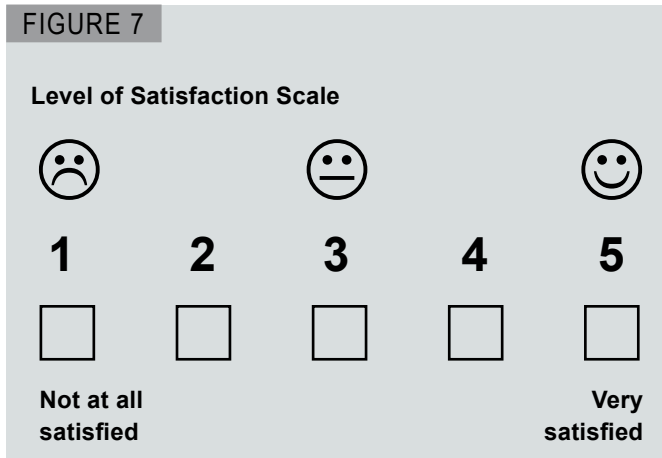 FIGURE 7
Level of Satisfaction Scale
1 2 3 4 5
Not at all
satisfied
Very
satisfied